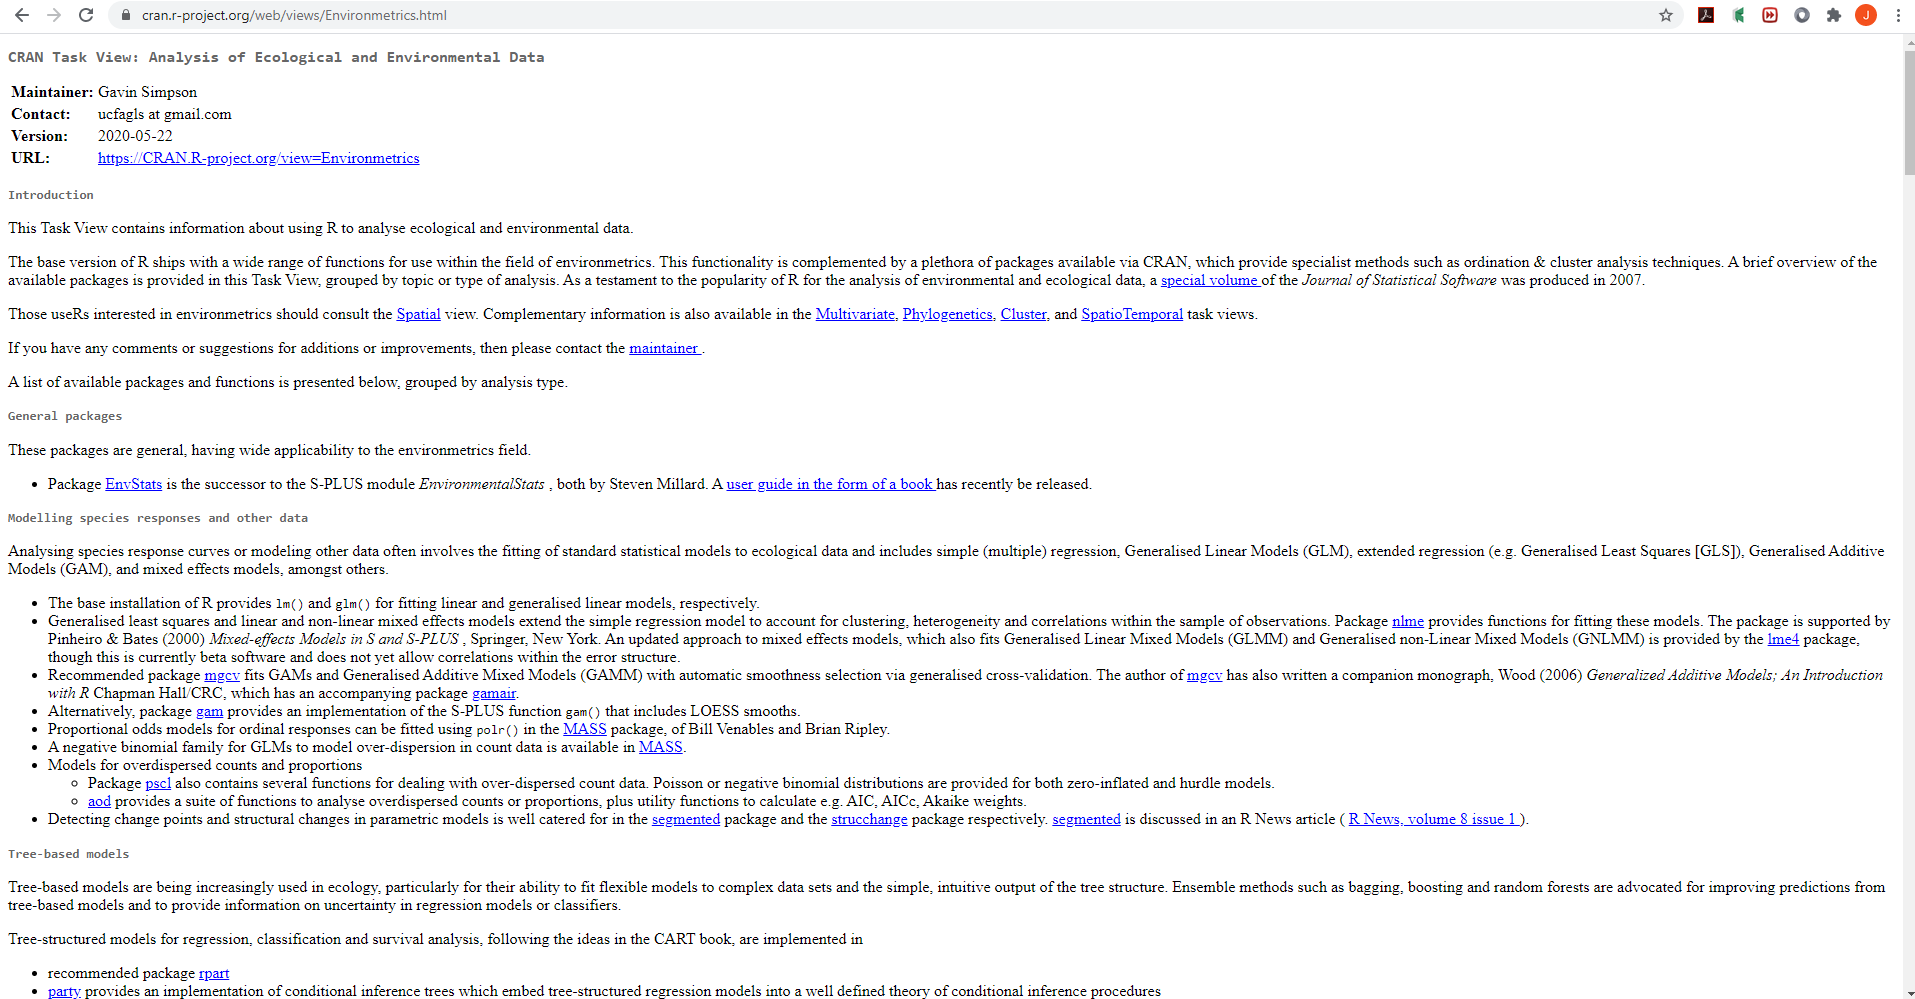 cran.r-project.org/web/views/Environmetrics.html
J
CRAN Task View: Analysis of Ecological and Environmental Data
Maintainer: Gavin Simpson
Contact: ucfagls at gmail.com
Version: 2020-05-22
URL: https://CRAN.R-project.org/view=Environmetrics
Introduction
This Task View contains information about using R to analyse ecological and environmental data.
The base version of R ships with a wide range of functions for use within the field of environmetrics. This functionality is complemented by a plethora of packages available via CRAN, which provide specialist methods such as ordination & cluster analysis techniques. A brief overview of the
available packages is provided in this Task View, grouped by topic or type of analysis. As a testament to the popularity of R for the analysis of environmental and ecological data, a special volume of the Journal of Statistical Software was produced in 2007.
Those useRs interested in environmetrics should consult the Spatial view. Complementary information is also available in the Multivariate, Phylogenetics, Cluster, and SpatioTemporal task views.
If you have any comments or suggestions for additions or improvements, then please contact the maintainer .
A list of available packages and functions is presented below, grouped by analysis type.
General packages
These packages are general, having wide applicability to the environmetrics field.
• Package EnvStats is the successor to the S-PLUS module EnvironmentalStats , both by Steven Millard. A user guide in the form of a book has recently be released.
Modelling species responses and other data
Analysing species response curves or modeling other data often involves the fitting of standard statistical models to ecological data and includes simple (multiple) regression, Generalised Linear Models (GLM), extended regression (e.g. Generalised Least Squares [GLS]), Generalised Additive
Models (GAM), and mixed effects models, amongst others.
• The base installation of R provides lm() and glm() for fitting linear and generalised linear models, respectively.
• Generalised least squares and linear and non-linear mixed effects models extend the simple regression model to account for clustering, heterogeneity and correlations within the sample of observations. Package nlme provides functions for fitting these models. The package is supported by
Pinheiro & Bates (2000) Mixed-effects Models in S and S-PLUS , Springer, New York. An updated approach to mixed effects models, which also fits Generalised Linear Mixed Models (GLMM) and Generalised non-Linear Mixed Models (GNLMM) is provided by the lme4 package,
though this is currently beta software and does not yet allow correlations within the error structure.
• Recommended package mgcv fits GAMs and Generalised Additive Mixed Models (GAMM) with automatic smoothness selection via generalised cross-validation. The author of mgcv has also written a companion monograph, Wood (2006) Generalized Additive Models; An Introduction
with R Chapman Hall/CRC, which has an accompanying package gamair.
• Alternatively, package gam provides an implementation of the S-PLUS function gam() that includes LOESS smooths.
• Proportional odds models for ordinal responses can be fitted using polr() in the MASS package, of Bill Venables and Brian Ripley.
• A negative binomial family for GLMs to model over-dispersion in count data is available in MASS.
• Models for overdispersed counts and proportions
◦ Package pscl also contains several functions for dealing with over-dispersed count data. Poisson or negative binomial distributions are provided for both zero-inflated and hurdle models.
◦ aod provides a suite of functions to analyse overdispersed counts or proportions, plus utility functions to calculate e.g. AIC, AICc, Akaike weights.
• Detecting change points and structural changes in parametric models is well catered for in the segmented package and the strucchange package respectively. segmented is discussed in an R News article ( R News, volume 8 issue 1 ).
Tree-based models
Tree-based models are being increasingly used in ecology, particularly for their ability to fit flexible models to complex data sets and the simple, intuitive output of the tree structure. Ensemble methods such as bagging, boosting and random forests are advocated for improving predictions from
tree-based models and to provide information on uncertainty in regression models or classifiers.
Tree-structured models for regression, classification and survival analysis, following the ideas in the CART book, are implemented in
• recommended package rpart
• party provides an implementation of conditional inference trees which embed tree-structured regression models into a well defined theory of conditional inference procedures